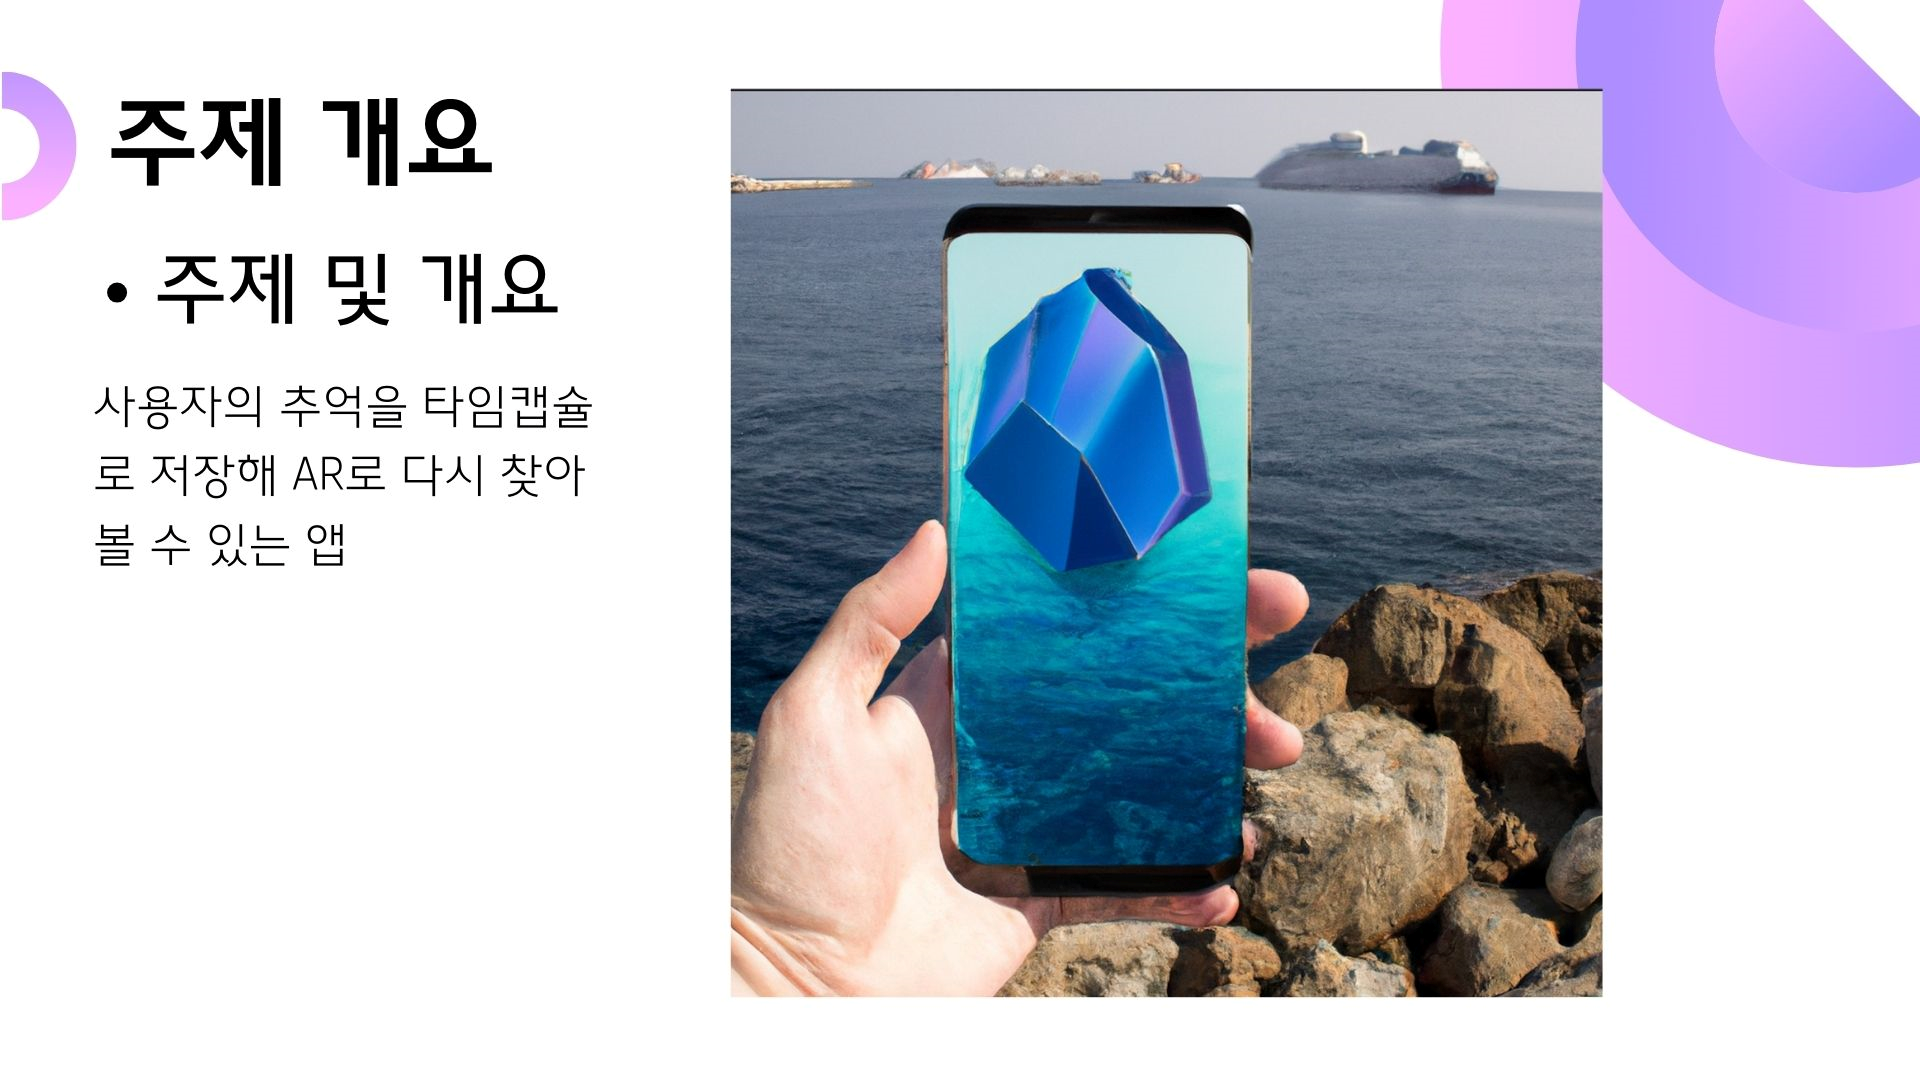 주제 개요
• 주제 및 개요
사용자의 추억을 타임캡슐
로 저장해 AR로 다시 찾아
볼 수 있는 앱